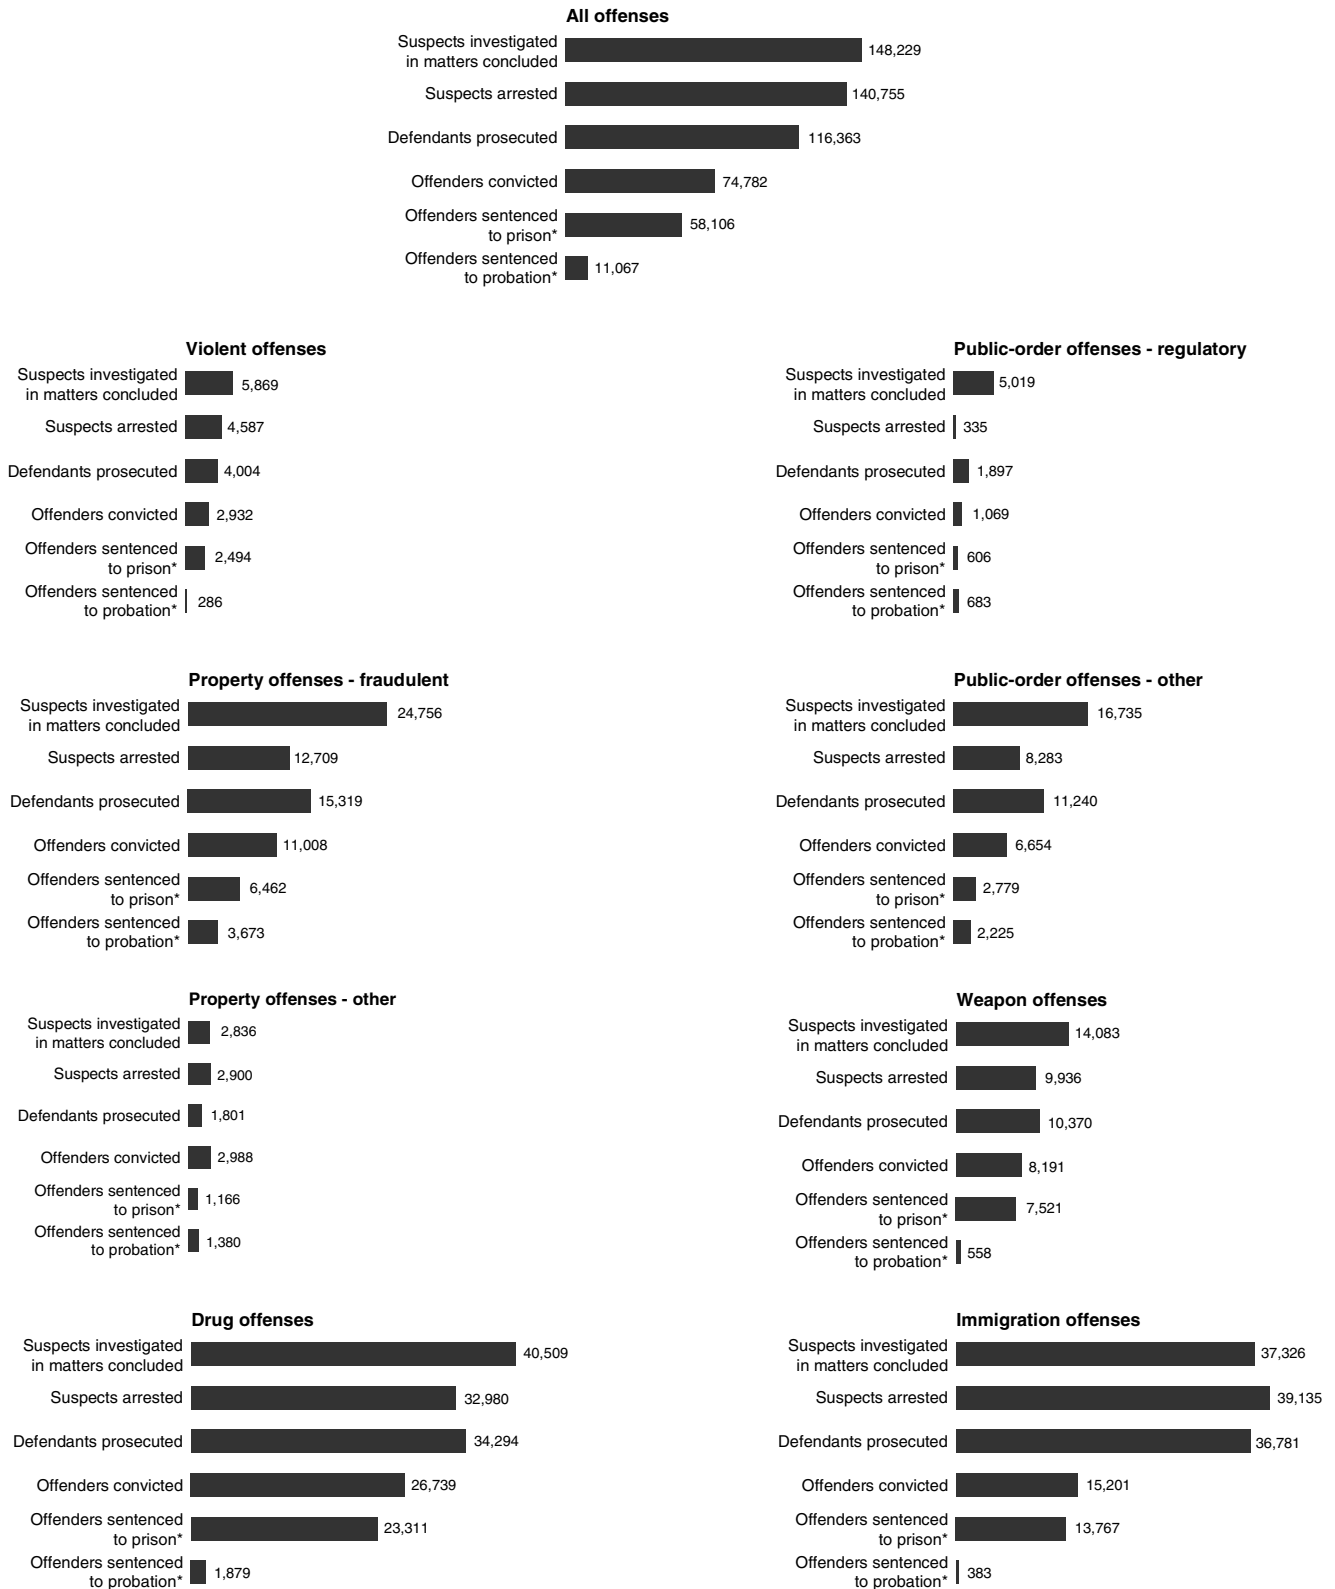 All offenses
Suspects investigated
in matters concluded
148,229
Suspects arrested
140,755
Defendants prosecuted
116,363
Offenders convicted
74,782
Offenders sentenced
to prison*
58,106
Offenders sentenced
to probation*
11,067
Violent offenses
Suspects investigated
in matters concluded
5,869
Suspects arrested
4,587
Defendants prosecuted
4,004
Offenders convicted
2,932
Offenders sentenced
to prison*
2,494
Offenders sentenced
to probation*
286
Public-order offenses - regulatory
Suspects investigated
in matters concluded
5,019
Suspects arrested
335
Defendants prosecuted
1,897
Offenders convicted
1,069
Offenders sentenced
to prison*
606
Offenders sentenced
to probation*
683
Property offenses - fraudulent
Suspects investigated
in matters concluded
24,756
Suspects arrested
12,709
Defendants prosecuted
15,319
Offenders convicted
11,008
Offenders sentenced
to prison*
6,462
Offenders sentenced
to probation*
3,673
Public-order offenses - other
Suspects investigated
in matters concluded
16,735
Suspects arrested
8,283
Defendants prosecuted
11,240
Offenders convicted
6,654
Offenders sentenced
to prison*
2,779
Offenders sentenced
to probation*
2,225
Property offenses - other
Suspects investigated
in matters concluded
2,836
Suspects arrested
2,900
Defendants prosecuted
1,801
Offenders convicted
2,988
Offenders sentenced
to prison*
1,166
Offenders sentenced
to probation*
1,380
Weapon offenses
Suspects investigated
in matters concluded
14,083
Suspects arrested
9,936
Defendants prosecuted
10,370
Offenders convicted
8,191
Offenders sentenced
to prison*
7,521
Offenders sentenced
to probation*
558
Drug offenses
Suspects investigated
in matters concluded
40,509
Suspects arrested
32,980
Defendants prosecuted
34,294
Offenders convicted
26,739
Offenders sentenced
to prison*
23,311
Offenders sentenced
to probation*
1,879
Immigration offenses
Suspects investigated
in matters concluded
37,326
Suspects arrested
39,135
Defendants prosecuted
36,781
Offenders convicted
15,201
Offenders sentenced
to prison*
13,767
Offenders sentenced
to probation*
383